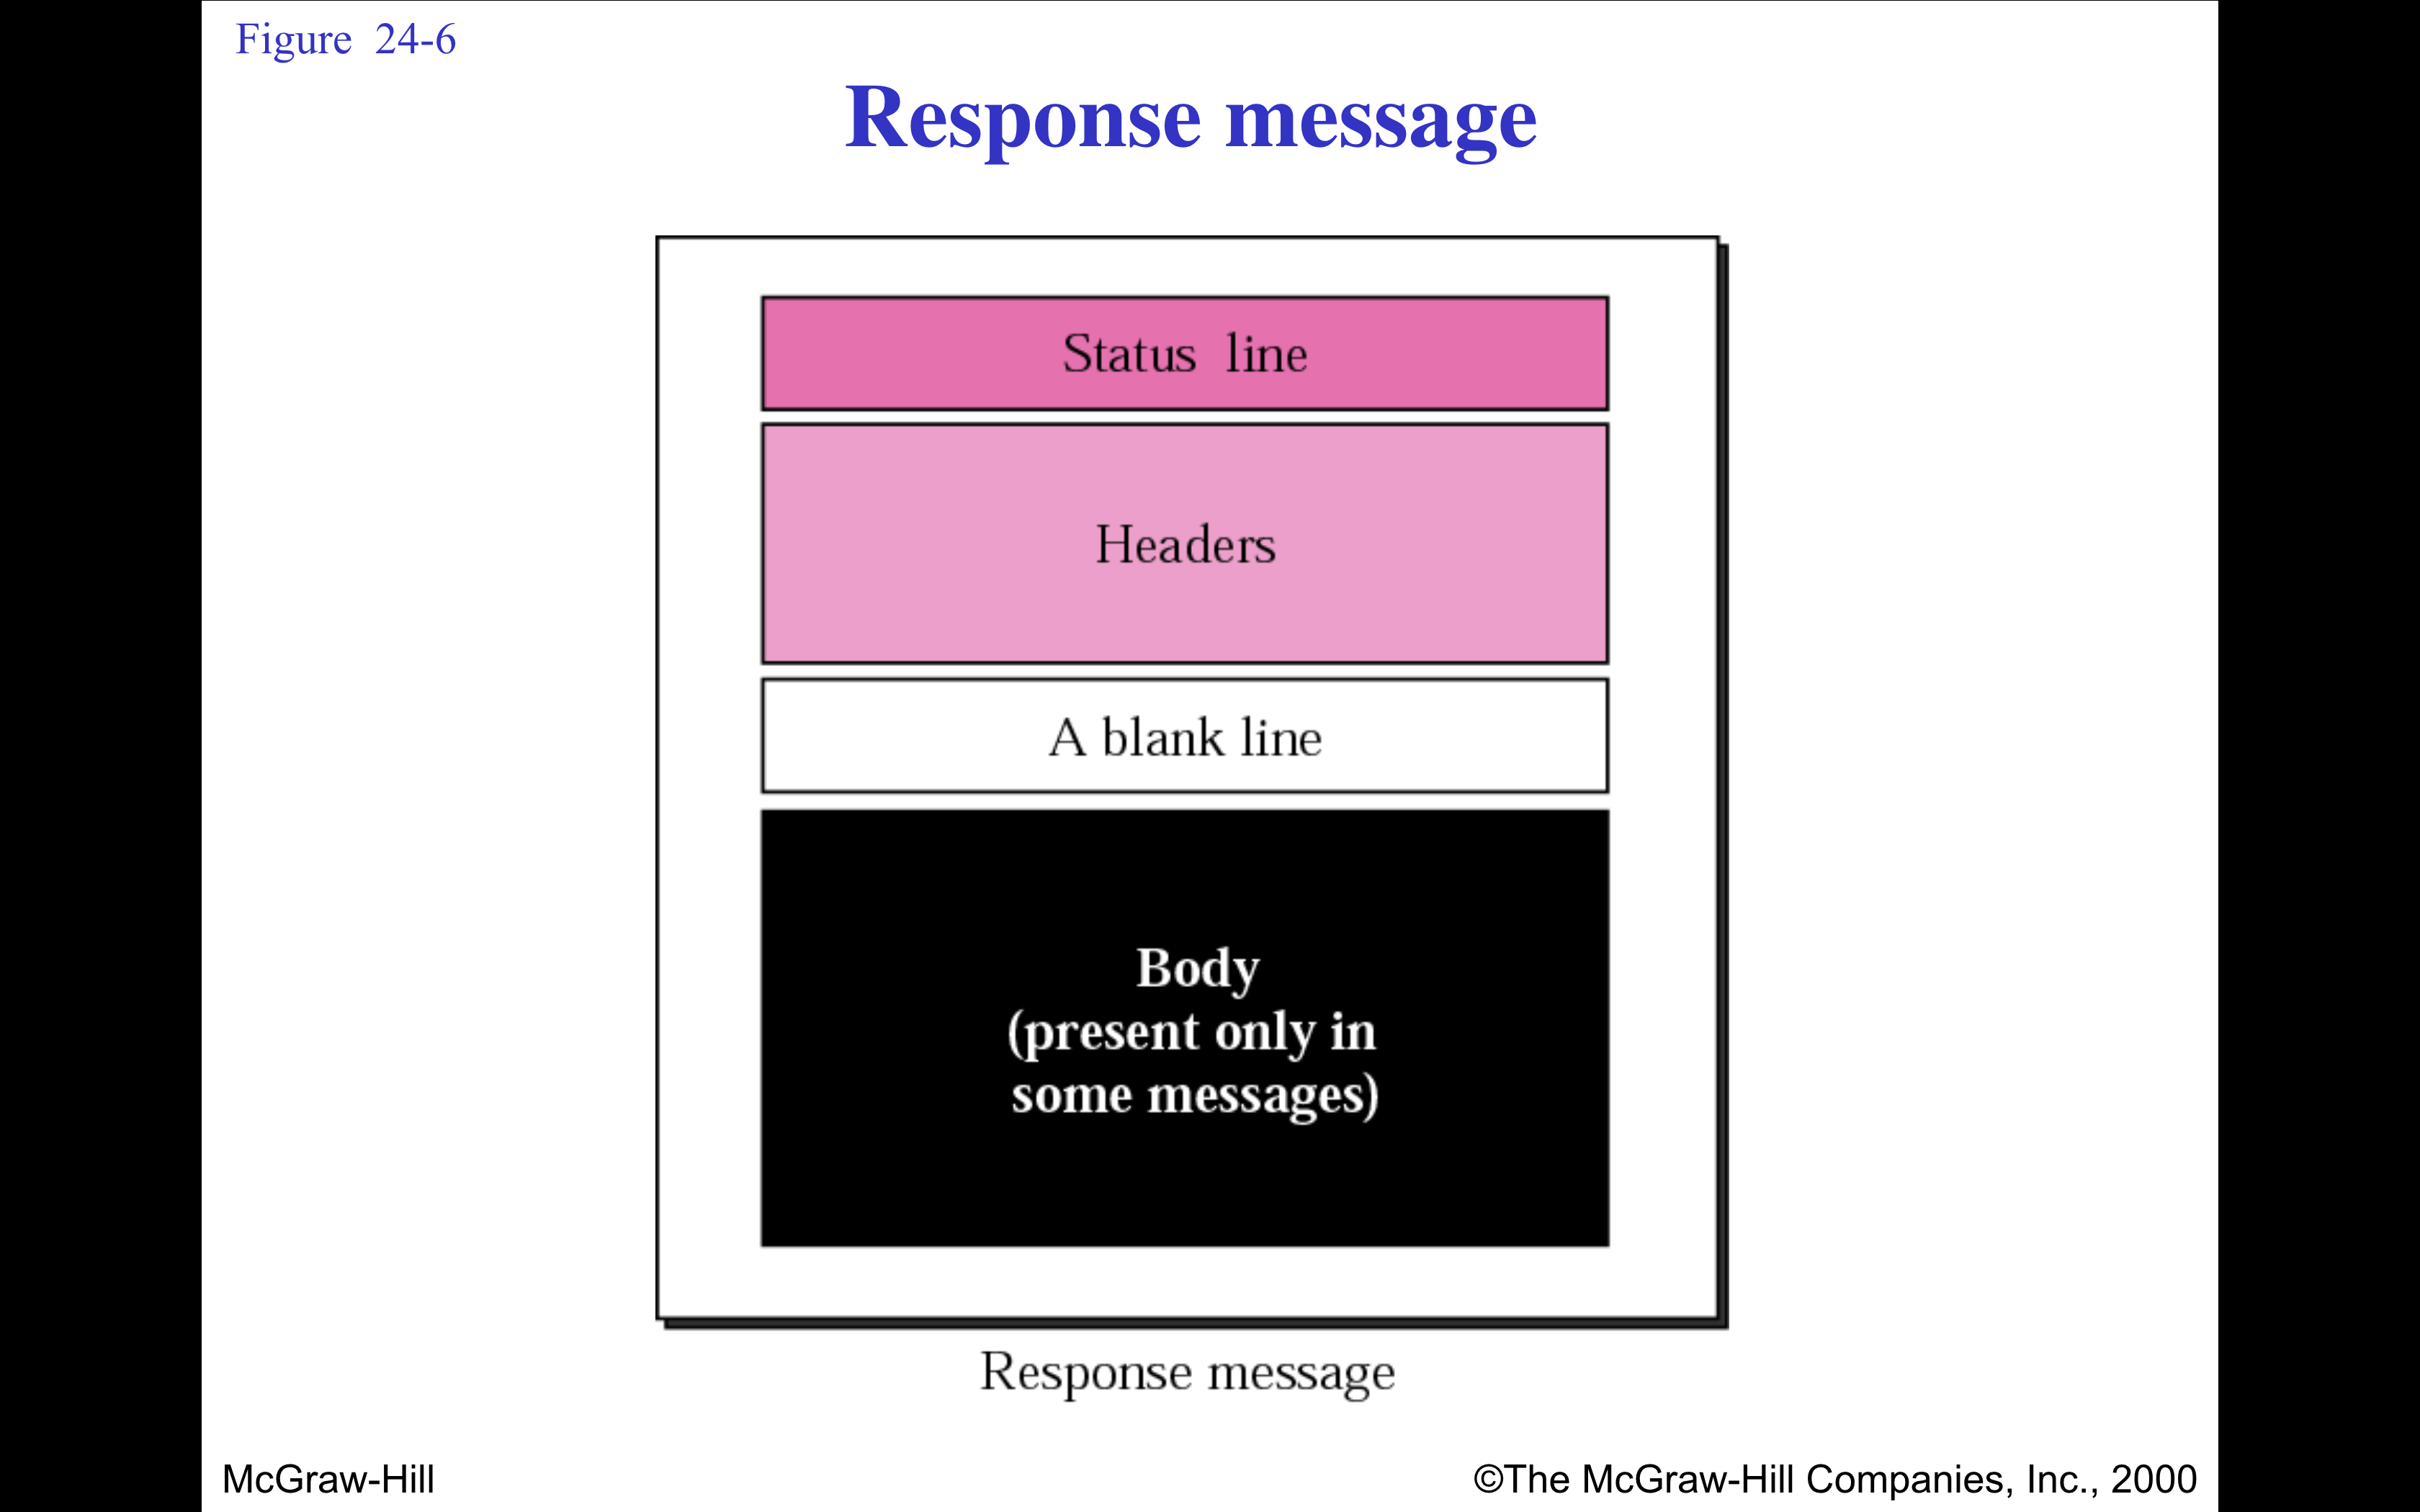 Figure 24-6
Response message
Status line
Headers
A blank line
Body
(present only in
some messages)
Response message
McGraw-Hill
©The McGraw-Hill Companies, Inc., 2000